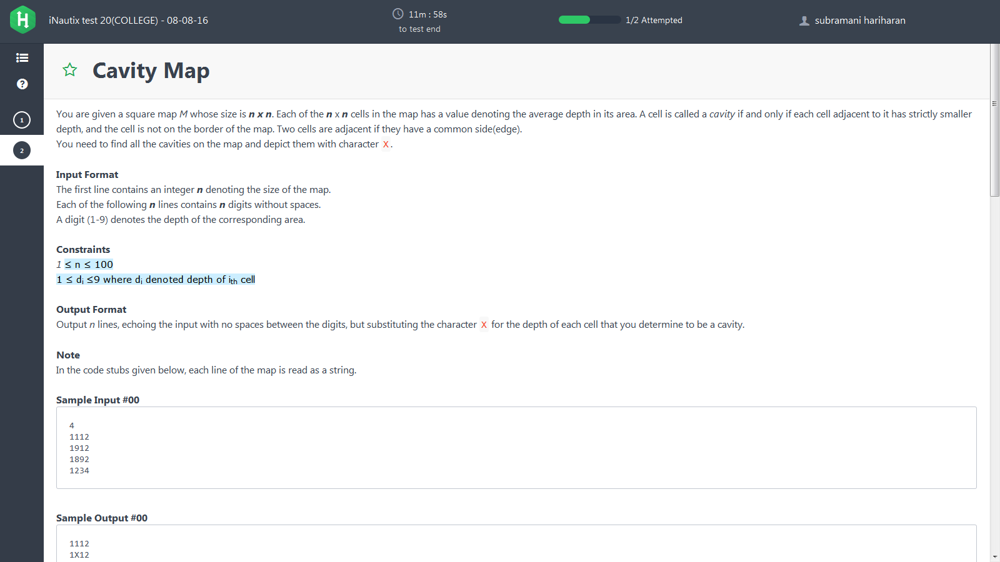 iNautix test 20(COLLEGE) - 08-08-16
11m : 58s
to test end
1/2 Attempted
subramani hariharan
1
2
Cavity Map
You are given a square map M whose size is n x n. Each of the n x n cells in the map has a value denoting the average depth in its area. A cell is called a cavity if and only if each cell adjacent to it has strictly smaller
depth, and the cell is not on the border of the map. Two cells are adjacent if they have a common side(edge).
You need to find all the cavities on the map and depict them with character X.
Input Format
The first line contains an integer n denoting the size of the map.
Each of the following n lines contains n digits without spaces.
A digit (1-9) denotes the depth of the corresponding area.
Constraints
1 ≤ n ≤ 100
1 ≤ di ≤9 where di denoted depth of ith cell
Output Format
Output n lines, echoing the input with no spaces between the digits, but substituting the character X for the depth of each cell that you determine to be a cavity.
Note
In the code stubs given below, each line of the map is read as a string.
Sample Input #00
4
1112
1912
1892
1234
Sample Output #00
1112
1X12